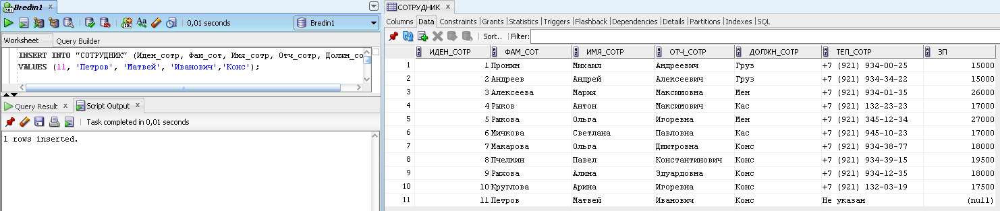 Bredin1 x
0,01 seconds
Bredin1
Worksheet Query Builder
INSERT INTO "СОТРУДНИК" (Иден_сотр, Фам_сот, Имя_сотр, Отч_сотр, Должн_со
VALUES (11, 'Петров', 'Матвей', 'Иванович','Конс');
Query Result x Script Output x
Task completed in 0,01 seconds
1 rows inserted.
СОТРУДНИК x
Columns Data Constraints Grants Statistics Triggers Flashback Dependencies Details Partitions Indexes SQL
Sort.. Filter:
ИДЕН_СОТР ФАМ_СОТ ИМЯ_СОТР ОТЧ_СОТР ДОЛЖН_СОТР ТЕЛ_СОТР ЗП
1 1 Пронин Михаил Андреевич Груз +7 (921) 934-00-25 15000
2 2 Андреев Андрей Алексеевич Груз +7 (921) 934-34-22 15000
3 3 Алексеева Мария Максимовна Мен +7 (921) 934-01-35 26000
4 4 Рыков Антон Максимович Кас +7 (921) 132-23-23 17000
5 5 Рыкова Ольга Игоревна Мен +7 (921) 345-12-34 27000
6 6 Мичкова Светлана Павловна Кас +7 (921) 945-10-23 17000
7 7 Макарова Ольга Дмитровна Конс +7 (921) 934-38-77 18000
8 8 Пчелкин Павел Константинович Конс +7 (921) 934-39-15 19500
9 9 Рыжова Алина Эдуардовна Конс +7 (921) 934-12-35 18000
10 10 Круглова Арина Игоревна Конс +7 (921) 132-03-19 17500
11 11 Петров Матвей Иванович Конс Не указан (null)